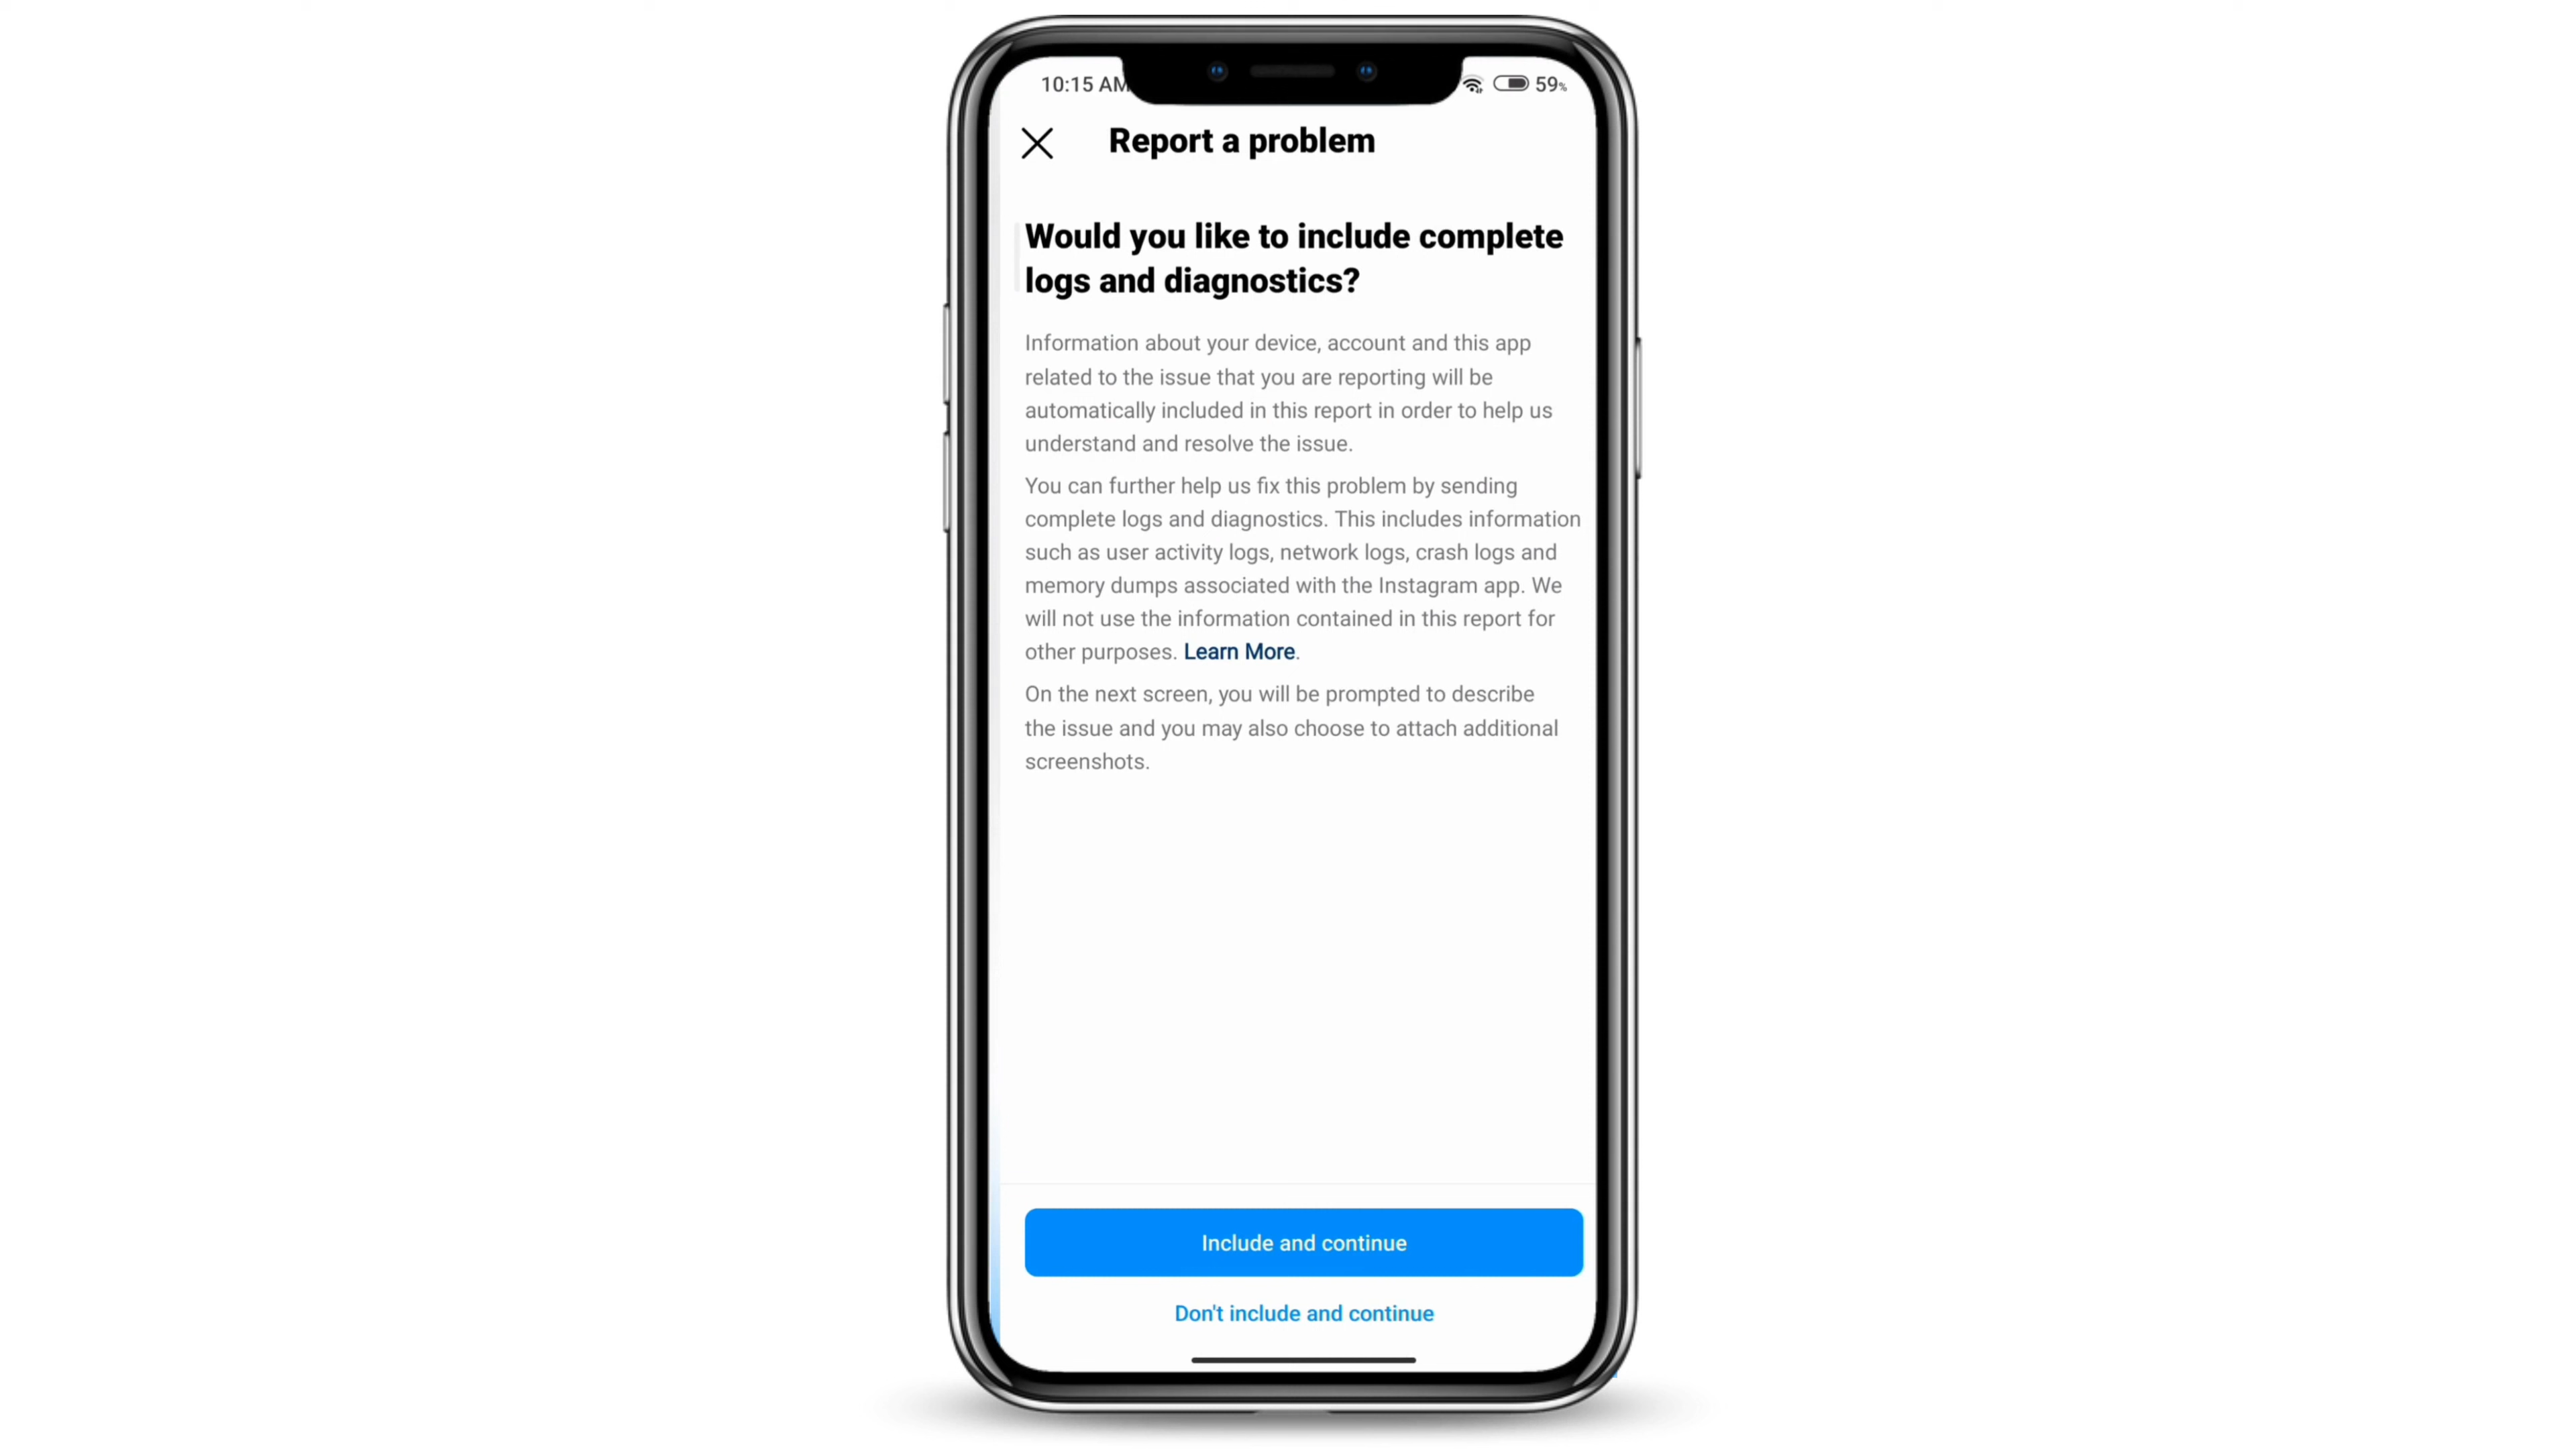 10:15 AM
59%
Report a problem
Would you like to include complete
logs and diagnostics?
Information about your device, account and this app
related to the issue that you are reporting will be
automatically included in this report in order to help us
understand and resolve the issue.
You can further help us fix this problem by sending
complete logs and diagnostics. This includes information
such as user activity logs, network logs, crash logs and
memory dumps associated with the Instagram app. We
will not use the information contained in this report for
other purposes. Learn More.
On the next screen, you will be prompted to describe
the issue and you may also choose to attach additional
screenshots.
Include and continue
Don't include and continue